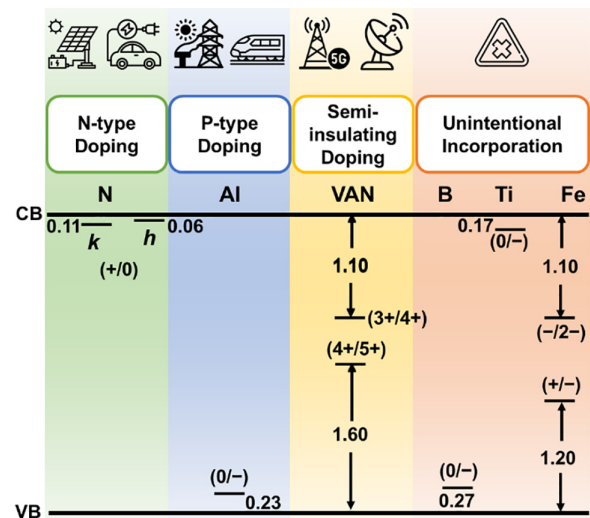 5G
N-type
Doping
P-type
Doping
Semi-
insulating
Doping
Unintentional
Incorporation
N
Al
VAN
B
Ti
Fe
CB
0.11
k
h
0.06
(+/0)
1.10
(3+/4+)
(4+/5+)
1.60
0.17
(0/−)
1.10
(−/2−)
(+/−)
1.20
(0/−)
0.23
(0/−)
0.27
VB